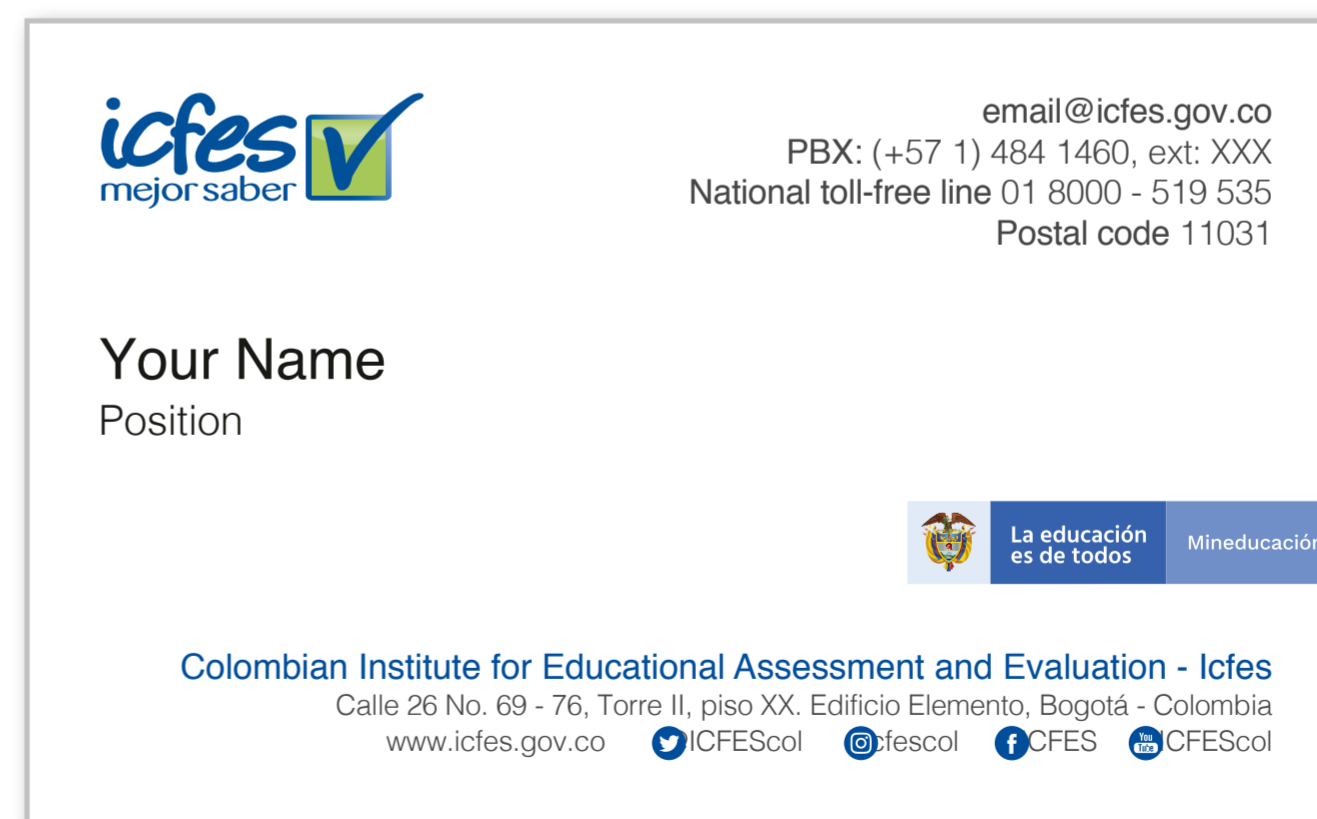 icfes
mejor saber
email@icfes.gov.co
PBX: (+57 1) 484 1460, ext: XXX
National toll-free line 01 8000 - 519 535
Postal code 11031
Your Name
Position
La educación
es de todos
Mineducación
Colombian Institute for Educational Assessment and Evaluation - Icfes
Calle 26 No. 69 - 76, Torre II, piso XX. Edificio Elemento, Bogotá - Colombia
www.icfes.gov.co ICFEScol cfescol CFES You Tube ICFEScol